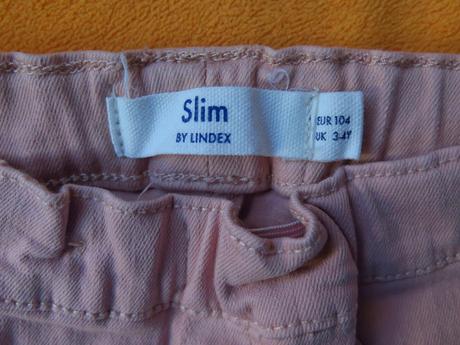 Slim
BY LINDEX
EUR 104
UK 3-4Y